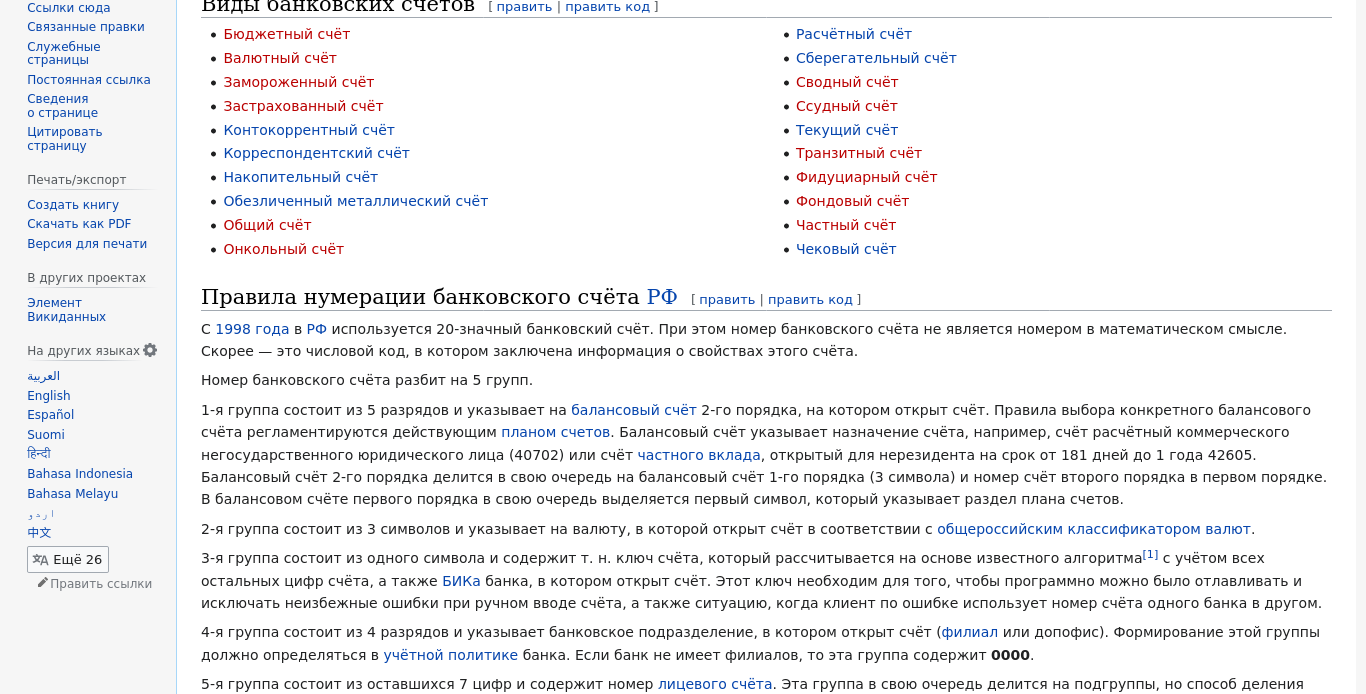 Ссылки сюда
Связанные правки
Служебные
страницы
Постоянная ссылка
Сведения
о странице
Цитировать
страницу
Печать/экспорт
Создать книгу
Скачать как PDF
Версия для печати
В других проектах
Элемент
Викиданных
На других языках
العربية
English
Español
Suomi
हिन्दी
Bahasa Indonesia
Bahasa Melayu
اردو
中文
Ещё 26
Править ссылки
Виды банковских счетов [ править | править код ]
Бюджетный счёт
Валютный счёт
Замороженный счёт
Застрахованный счёт
Контокоррентный счёт
Корреспондентский счёт
Накопительный счёт
Обезличенный металлический счёт
Общий счёт
Онкольный счёт
Расчётный счёт
Сберегательный счёт
Сводный счёт
Ссудный счёт
Текущий счёт
Транзитный счёт
Фидуциарный счёт
Фондовый счёт
Частный счёт
Чековый счёт
Правила нумерации банковского счёта РФ [ править | править код ]
С 1998 года в РФ используется 20-значный банковский счёт. При этом номер банковского счёта не является номером в математическом смысле.
Скорее — это числовой код, в котором заключена информация о свойствах этого счёта.
Номер банковского счёта разбит на 5 групп.
1-я группа состоит из 5 разрядов и указывает на балансовый счёт 2-го порядка, на котором открыт счёт. Правила выбора конкретного балансового
счёта регламентируются действующим планом счетов. Балансовый счёт указывает назначение счёта, например, счёт расчётный коммерческого
негосударственного юридического лица (40702) или счёт частного вклада, открытый для нерезидента на срок от 181 дней до 1 года 42605.
Балансовый счёт 2-го порядка делится в свою очередь на балансовый счёт 1-го порядка (3 символа) и номер счёт второго порядка в первом порядке.
В балансовом счёте первого порядка в свою очередь выделяется первый символ, который указывает раздел плана счетов.
2-я группа состоит из 3 символов и указывает на валюту, в которой открыт счёт в соответствии с общероссийским классификатором валют.
3-я группа состоит из одного символа и содержит т. н. ключ счёта, который рассчитывается на основе известного алгоритма[1] с учётом всех
остальных цифр счёта, а также БИКа банка, в котором открыт счёт. Этот ключ необходим для того, чтобы программно можно было отлавливать и
исключать неизбежные ошибки при ручном вводе счёта, а также ситуацию, когда клиент по ошибке использует номер счёта одного банка в другом.
4-я группа состоит из 4 разрядов и указывает банковское подразделение, в котором открыт счёт (филиал или допофис). Формирование этой группы
должно определяться в учётной политике банка. Если банк не имеет филиалов, то эта группа содержит 0000.
5-я группа состоит из оставшихся 7 цифр и содержит номер лицевого счёта. Эта группа в свою очередь делится на подгруппы, но способ деления